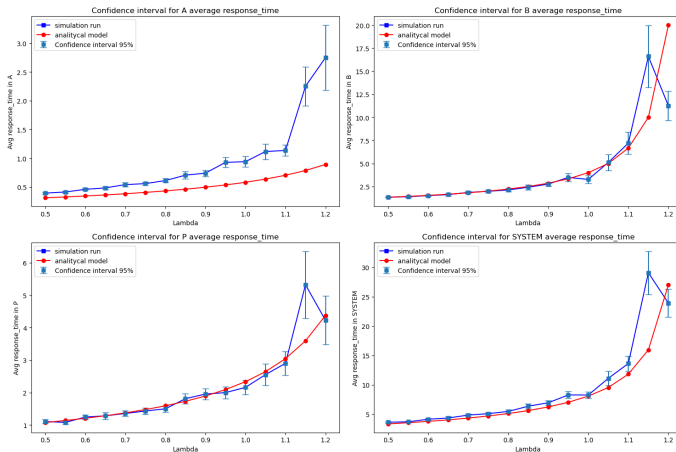 Confidence interval for A average response_time
simulation run
analitycal model
Confidence interval 95%
Avg response_time in A
3.0
2.5
2.0
1.5
1.0
0.5
0.5 0.6 0.7 0.8 0.9 1.0 1.1 1.2
Lambda
Confidence interval for B average response_time
simulation run
analitycal model
Confidence interval 95%
Avg response_time in B
20.0
17.5
15.0
12.5
10.0
7.5
5.0
2.5
0.5 0.6 0.7 0.8 0.9 1.0 1.1 1.2
Lambda
Confidence interval for P average response_time
simulation run
analitycal model
Confidence interval 95%
Avg response_time in P
6
5
4
3
2
1
0.5 0.6 0.7 0.8 0.9 1.0 1.1 1.2
Lambda
Confidence interval for SYSTEM average response_time
simulation run
analitycal model
Confidence interval 95%
Avg response_time in SYSTEM
30
25
20
15
10
5
0.5 0.6 0.7 0.8 0.9 1.0 1.1 1.2
Lambda